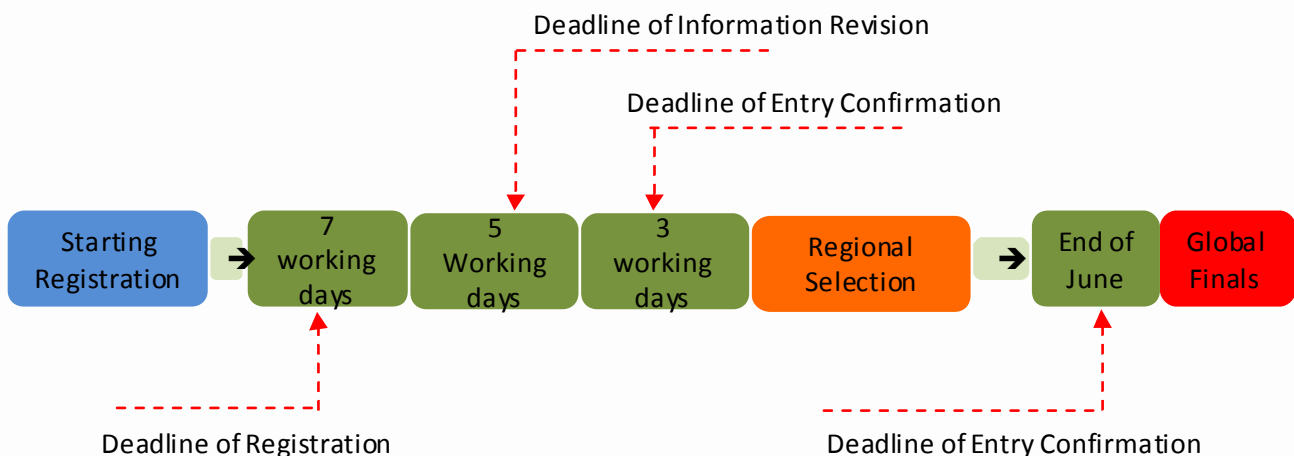 Deadline of Information Revision
Deadline of Entry Confirmation
Starting
Registration
7
working
days
5
Working
days
3
working
days
Regional
Selection
End of
June
Global
Finals
Deadline of Registration
Deadline of Entry Confirmation